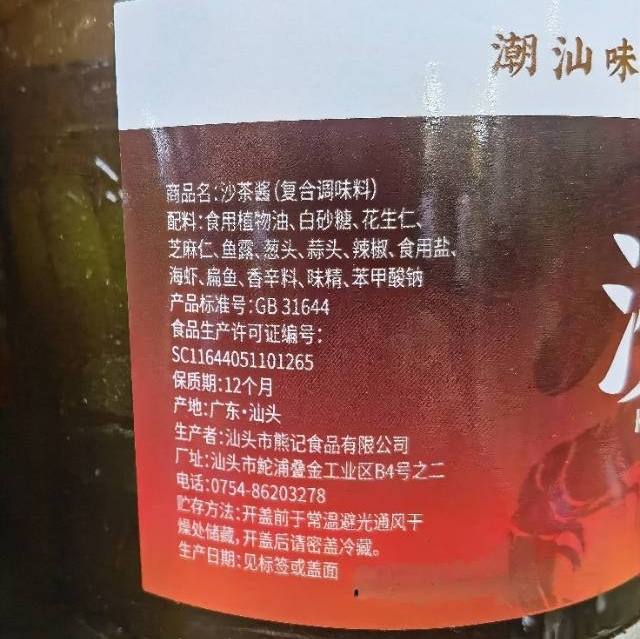 潮汕味
商品名:沙茶酱(复合调味料)
配料:食用植物油、白砂糖、花生仁、
芝麻仁、鱼露、葱头、蒜头、辣椒、食用盐、
海虾、扁鱼、香辛料、味精、苯甲酸钠
产品标准号:GB 31644
食品生产许可证编号:
SC11644051101265
保质期:12个月
产地:广东·汕头
生产者:汕头市熊记食品有限公司
厂址:汕头市鮀浦叠金工业区B4号之二
电话:0754-86203278
贮存方法:开盖前于常温避光通风干
燥处储藏,开盖后请密盖冷藏。
生产日期:见标签或盖面